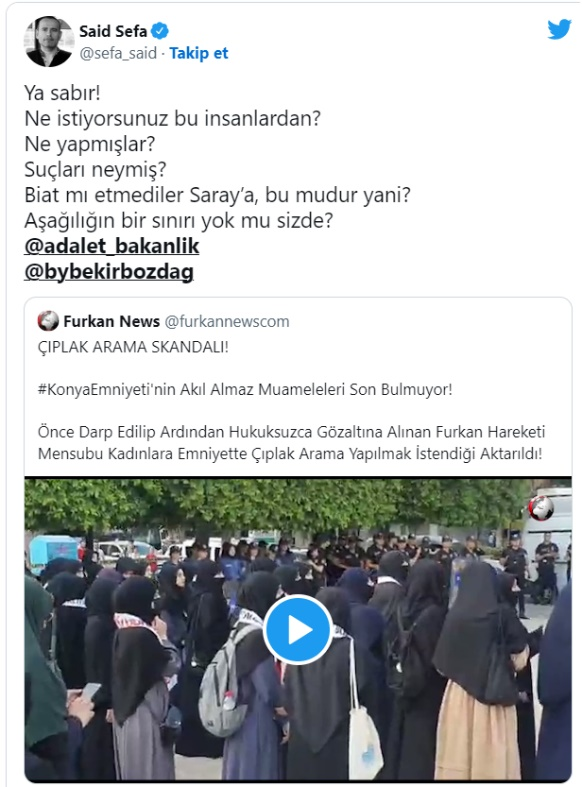 Said Sefa
@sefa_said · Takip et
Ya sabır!
Ne istiyorsunuz bu insanlardan?
Ne yapmışlar?
Suçları neymiş?
Biat mı etmediler Saray’a, bu mudur yani?
Aşağılığın bir sınırı yok mu sizde?
@adalet_bakanlik
@bybekirbozdag
Furkan News @furkannewscom
ÇIPLAK ARAMA SKANDALI!
#KonyaEmniyeti'nin Akıl Almaz Muameleleri Son Bulmuyor!
Önce Darp Edilip Ardından Hukuksuzca Gözaltına Alınan Furkan Hareketi
Mensubu Kadınlara Emniyette Çıplak Arama Yapılmak İstendiği Aktarıldı!